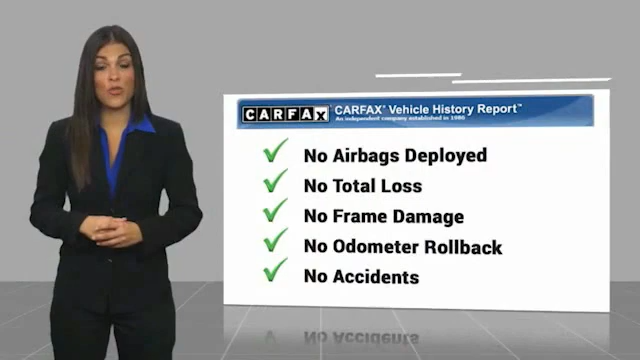 CARFAX CARFAX® Vehicle History Report™
An independent company established in 1986
No Airbags Deployed
No Total Loss
No Frame Damage
No Odometer Rollback
No Accidents